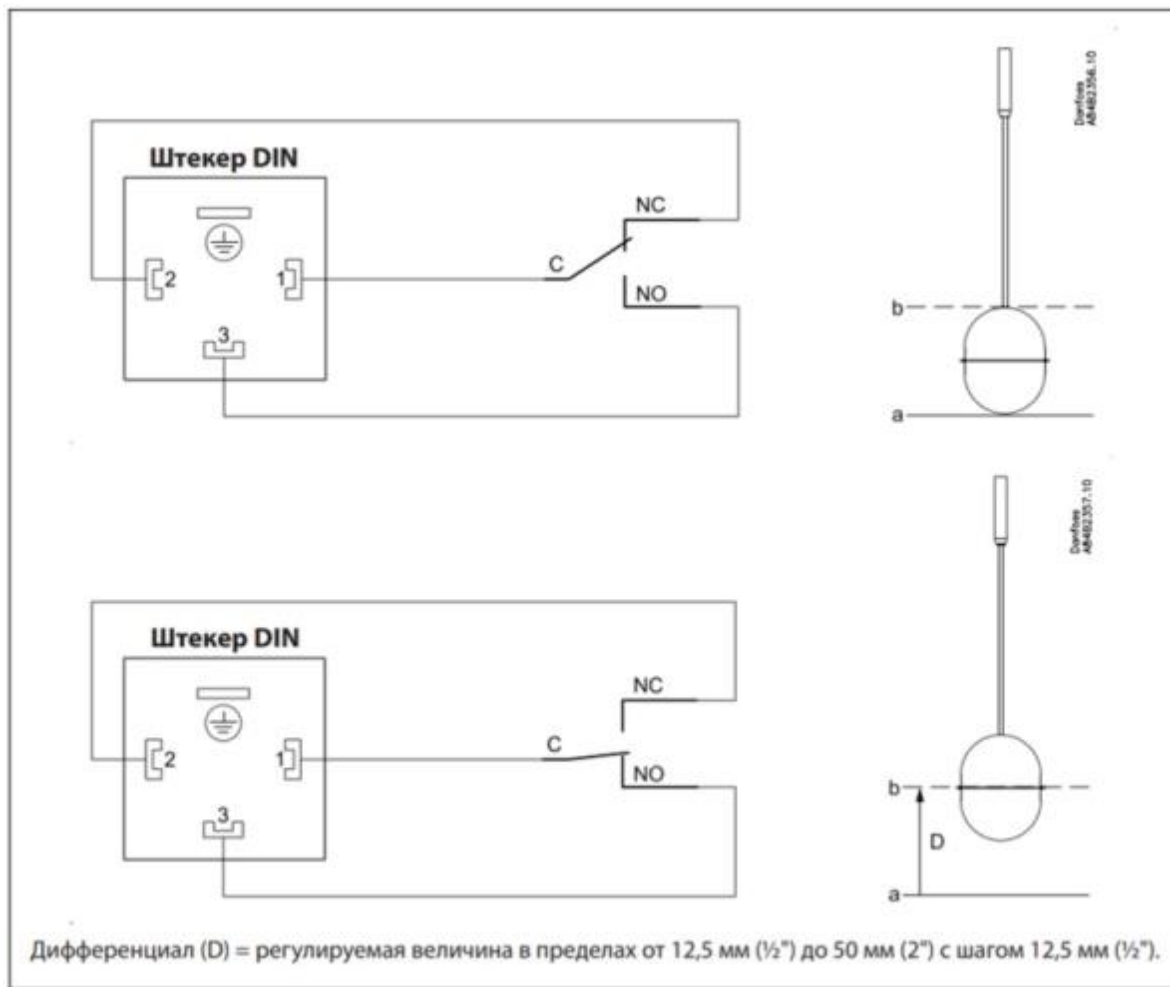 Danfoss
A84B2356.10
Штекер DIN
NC
C
NO
2
1
3
b
a
Danfoss
A84B2357.10
Штекер DIN
NC
C
NO
2
1
3
b
D
a
Дифференциал (D) = регулируемая величина в пределах от 12,5 мм (½") до 50 мм (2") с шагом 12,5 мм (½").